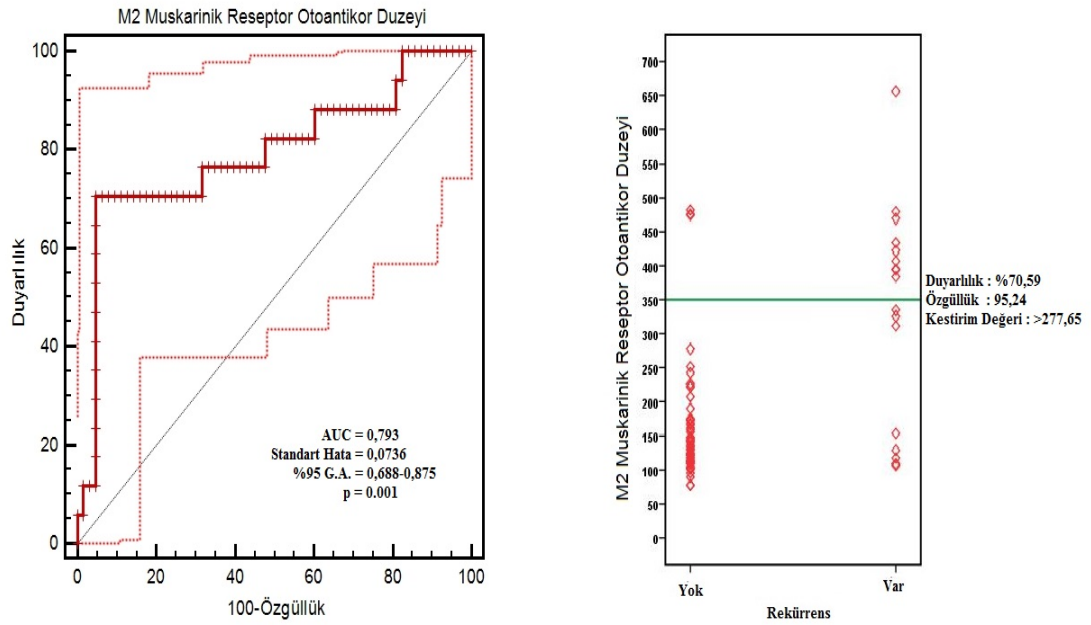 M2 Muskarinik Reseptor Otoantikor Duzeyi
100
80
60
40
20
0
Duyarlılık
AUC = 0,793
Standart Hata = 0,0736
%95 G.A. = 0,688-0,875
p = 0.001
0 20 40 60 80 100
100-Özgüllük
M2 Muskarinik Reseptor Otoantikor Duzeyi
700
650
600
550
500
450
400
350
300
250
200
150
100
50
0
Duyarlılık : %70,59
Özgüllük : 95,24
Kestirim Değeri : >277,65
Yok Var
Rekürrens